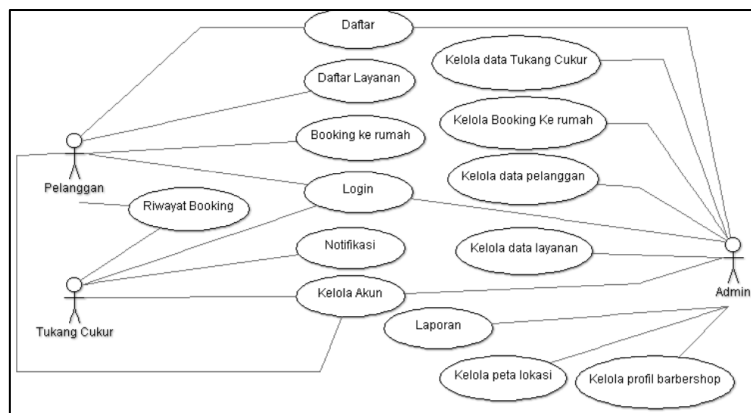 Daftar
Kelola data Tukang Cukur
Daftar Layanan
Kelola Booking Ke rumah
Booking ke rumah
Pelanggan
Kelola data pelanggan
Login
Riwayat Booking
Notifikasi
Kelola data layanan
Admin
Kelola Akun
Tukang Cukur
Laporan
Kelola peta lokasi
Kelola profil barbershop